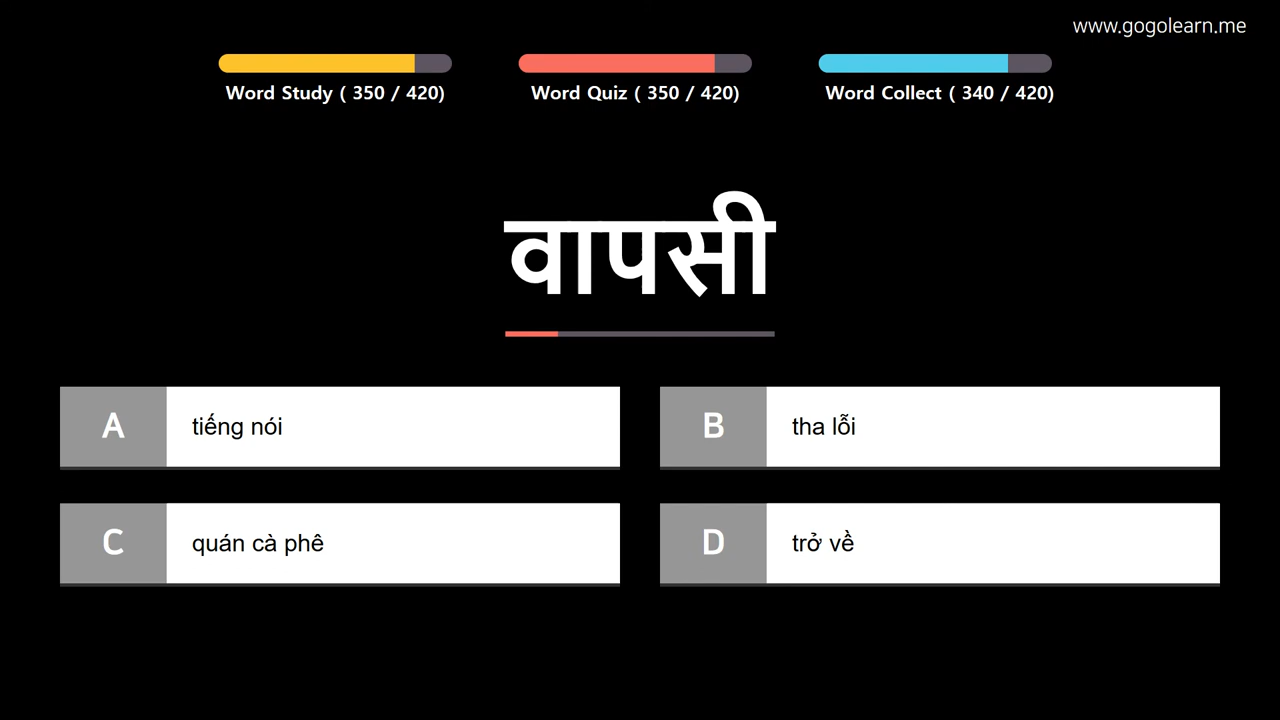 www.gogolearn.me
Word Study ( 350 / 420)
Word Quiz ( 350 / 420)
Word Collect ( 340 / 420)
वापसी
A tiếng nói
B tha lỗi
C quán cà phê
D trở về